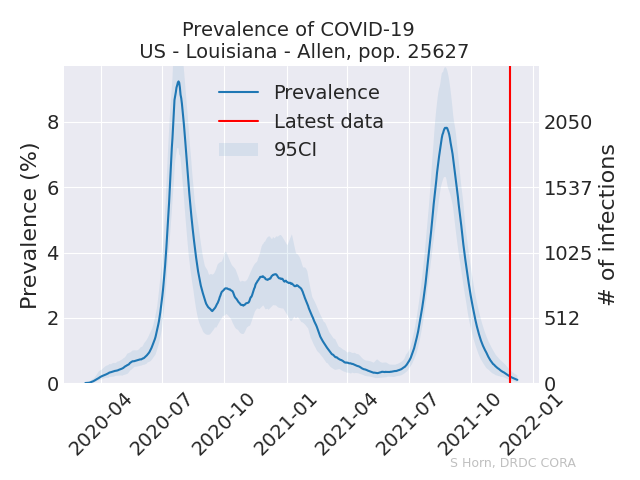 Prevalence of COVID-19
US - Louisiana - Allen, pop. 25627
Prevalence
Latest data
95CI
Prevalence (%)
8
6
4
2
0
# of infections
2050
1537
1025
512
0
2020-04
2020-07
2020-10
2021-01
2021-04
2021-07
2021-10
2022-01
S Horn, DRDC CORA